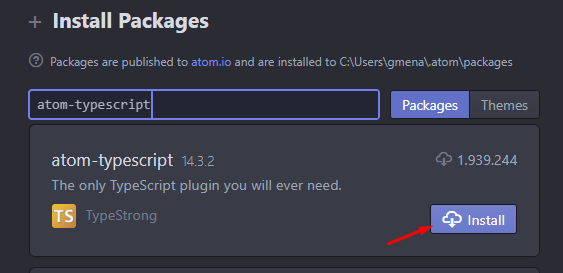 Install Packages
Packages are published to atom.io and are installed to C:\Users\gmena\.atom\packages
atom-typescript
Packages
Themes
atom-typescript 14.3.2
1.939.244
The only TypeScript plugin you will ever need.
TS TypeStrong
Install